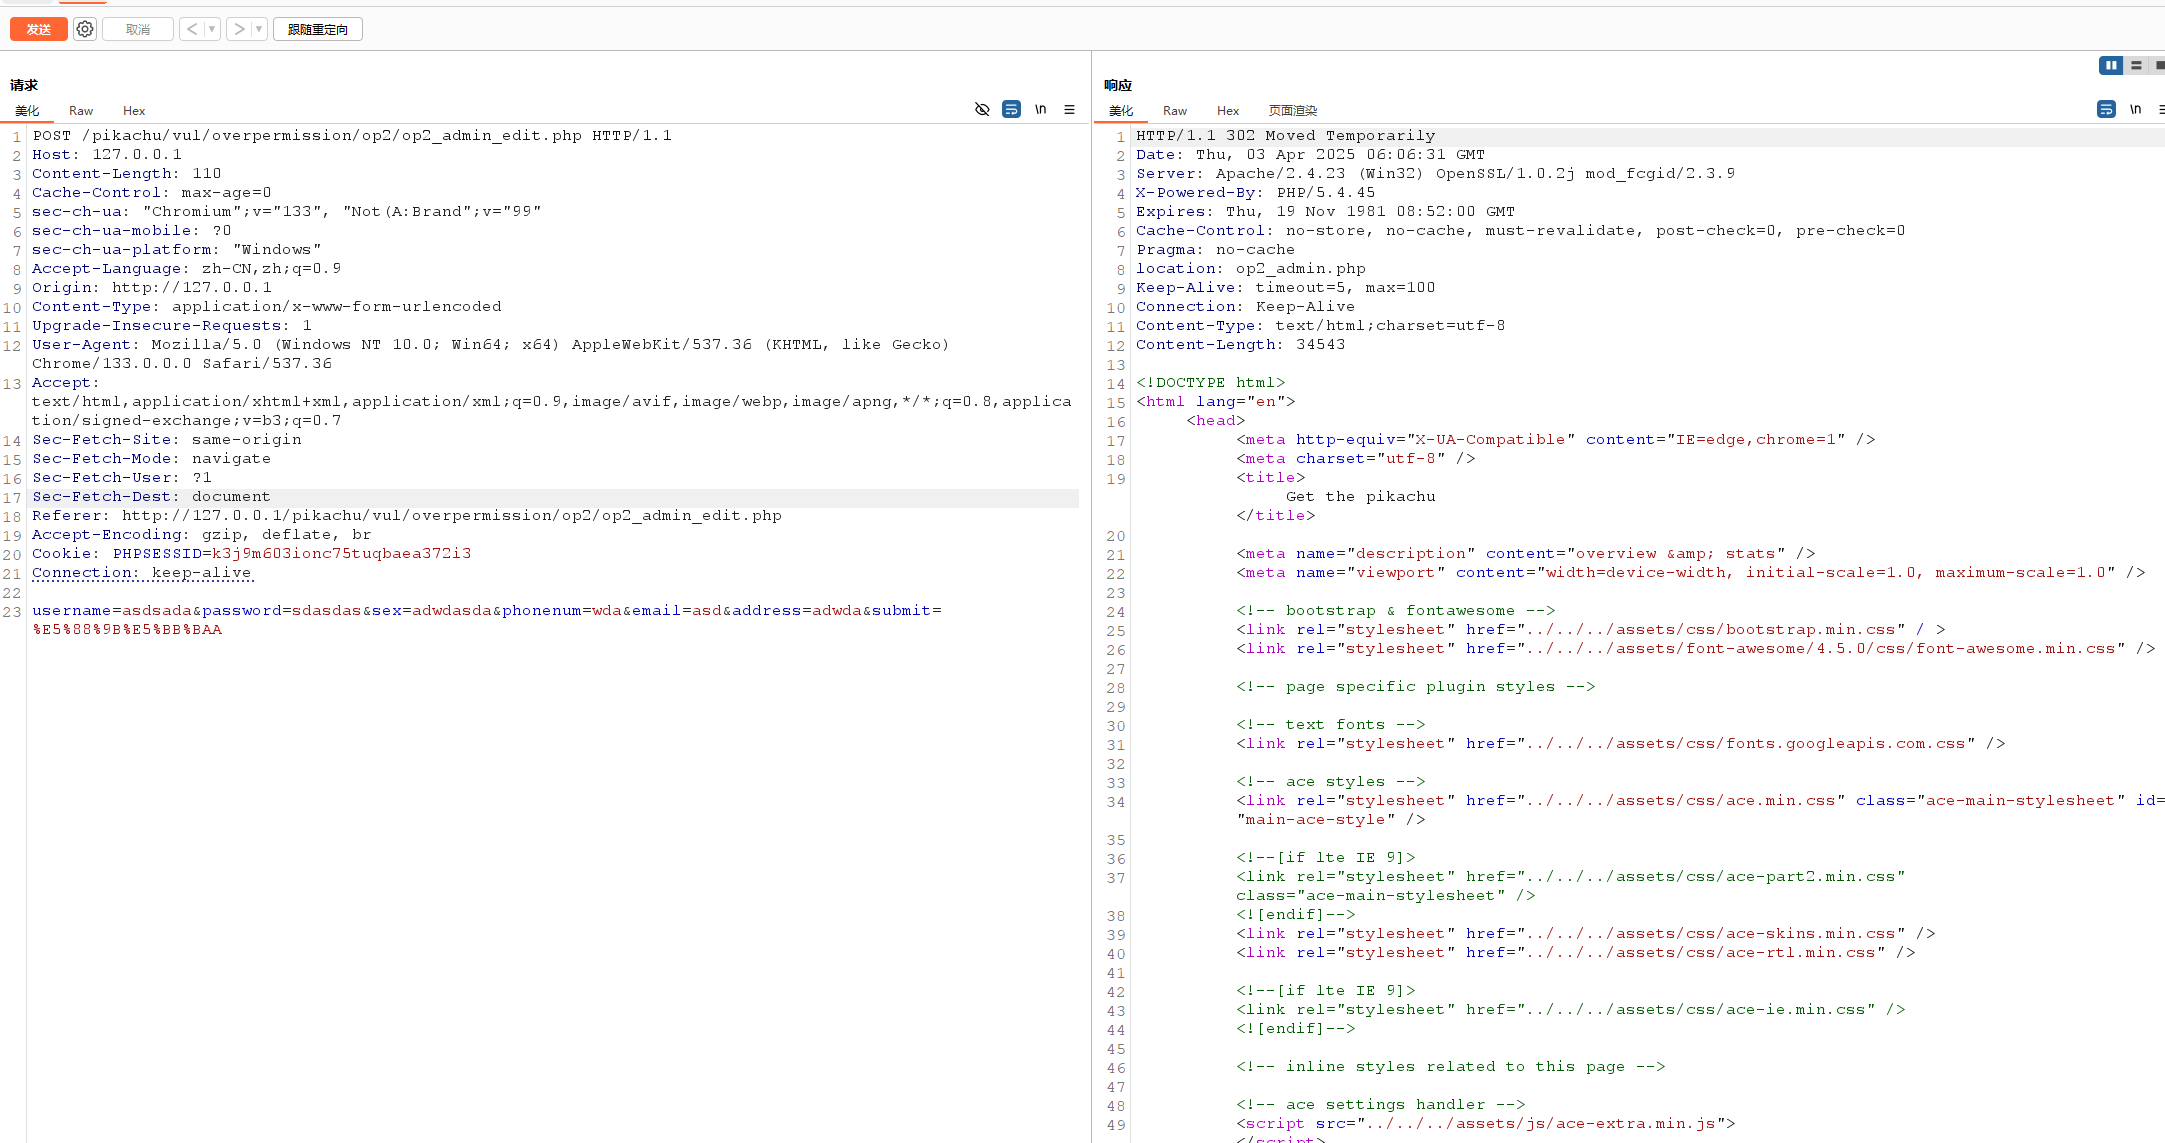 发送
取消
跟随重定向
请求
美化 Raw Hex
\n
1 POST /pikachu/vul/overpermission/op2/op2_admin_edit.php HTTP/1.1
2 Host: 127.0.0.1
3 Content-Length: 110
4 Cache-Control: max-age=0
5 sec-ch-ua: "Chromium";v="133", "Not(A:Brand";v="99"
6 sec-ch-ua-mobile: ?0
7 sec-ch-ua-platform: "Windows"
8 Accept-Language: zh-CN,zh;q=0.9
9 Origin: http://127.0.0.1
10 Content-Type: application/x-www-form-urlencoded
11 Upgrade-Insecure-Requests: 1
12 User-Agent: Mozilla/5.0 (Windows NT 10.0; Win64; x64) AppleWebKit/537.36 (KHTML, like Gecko)
Chrome/133.0.0.0 Safari/537.36
13 Accept:
text/html,application/xhtml+xml,application/xml;q=0.9,image/avif,image/webp,image/apng,*/*;q=0.8,applica
tion/signed-exchange;v=b3;q=0.7
14 Sec-Fetch-Site: same-origin
15 Sec-Fetch-Mode: navigate
16 Sec-Fetch-User: ?1
17 Sec-Fetch-Dest: document
18 Referer: http://127.0.0.1/pikachu/vul/overpermission/op2/op2_admin_edit.php
19 Accept-Encoding: gzip, deflate, br
20 Cookie: PHPSESSID=k3j9m603ionc75tuqbaea372i3
21 Connection: keep-alive
22
23 username=asdsada&password=sdasdas&sex=adwdasda&phonenum=wda&email=asd&address=adwda&submit=
%E5%88%9B%E5%BB%BAA
响应
美化 Raw Hex 页面渲染
\n
1 HTTP/1.1 302 Moved Temporarily
2 Date: Thu, 03 Apr 2025 06:06:31 GMT
3 Server: Apache/2.4.23 (Win32) OpenSSL/1.0.2j mod_fcgid/2.3.9
4 X-Powered-By: PHP/5.4.45
5 Expires: Thu, 19 Nov 1981 08:52:00 GMT
6 Cache-Control: no-store, no-cache, must-revalidate, post-check=0, pre-check=0
7 Pragma: no-cache
8 location: op2_admin.php
9 Keep-Alive: timeout=5, max=100
10 Connection: Keep-Alive
11 Content-Type: text/html;charset=utf-8
12 Content-Length: 34543
13
14 <!DOCTYPE html>
15 <html lang="en">
16 <head>
17 <meta http-equiv="X-UA-Compatible" content="IE=edge,chrome=1" />
18 <meta charset="utf-8" />
19 <title>
Get the pikachu
</title>
20
21 <meta name="description" content="overview &amp; stats" />
22 <meta name="viewport" content="width=device-width, initial-scale=1.0, maximum-scale=1.0" />
23
24 <!-- bootstrap & fontawesome -->
25 <link rel="stylesheet" href="../../../assets/css/bootstrap.min.css" / >
26 <link rel="stylesheet" href="../../../assets/font-awesome/4.5.0/css/font-awesome.min.css" />
27
28 <!-- page specific plugin styles -->
29
30 <!-- text fonts -->
31 <link rel="stylesheet" href="../../../assets/css/fonts.googleapis.com.css" />
32
33 <!-- ace styles -->
34 <link rel="stylesheet" href="../../../assets/css/ace.min.css" class="ace-main-stylesheet" id=
"main-ace-style" />
35
36 <!--[if lte IE 9]>
37 <link rel="stylesheet" href="../../../assets/css/ace-part2.min.css"
class="ace-main-stylesheet" />
38 <![endif]-->
39 <link rel="stylesheet" href="../../../assets/css/ace-skins.min.css" />
40 <link rel="stylesheet" href="../../../assets/css/ace-rtl.min.css" />
41
42 <!--[if lte IE 9]>
43 <link rel="stylesheet" href="../../../assets/css/ace-ie.min.css" />
44 <![endif]-->
45
46 <!-- inline styles related to this page -->
47
48 <!-- ace settings handler -->
49 <script src="../../../assets/js/ace-extra.min.js">
</script>